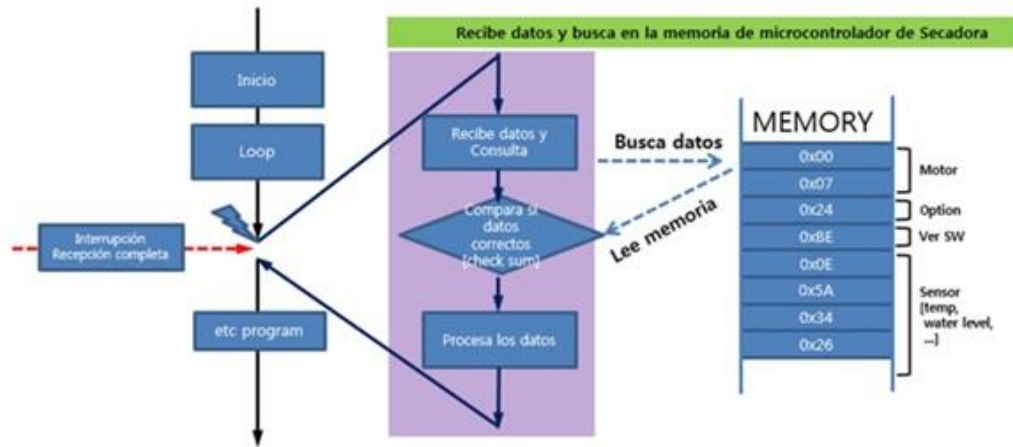 Recibe datos y busca en la memoria de microcontrolador de Secadora
Inicio
Loop
Interrupción
Recepción completa
etc program
Recibe datos y
Consulta
Compara si
datos
correctos
[check sum]
Procesa los datos
Busca datos
Lee memoria
MEMORY
0x00
0x07
0x24
0xBE
0x0E
0x5A
0x34
0x26
Motor
Option
Ver SW
Sensor
[temp,
water level,
...]